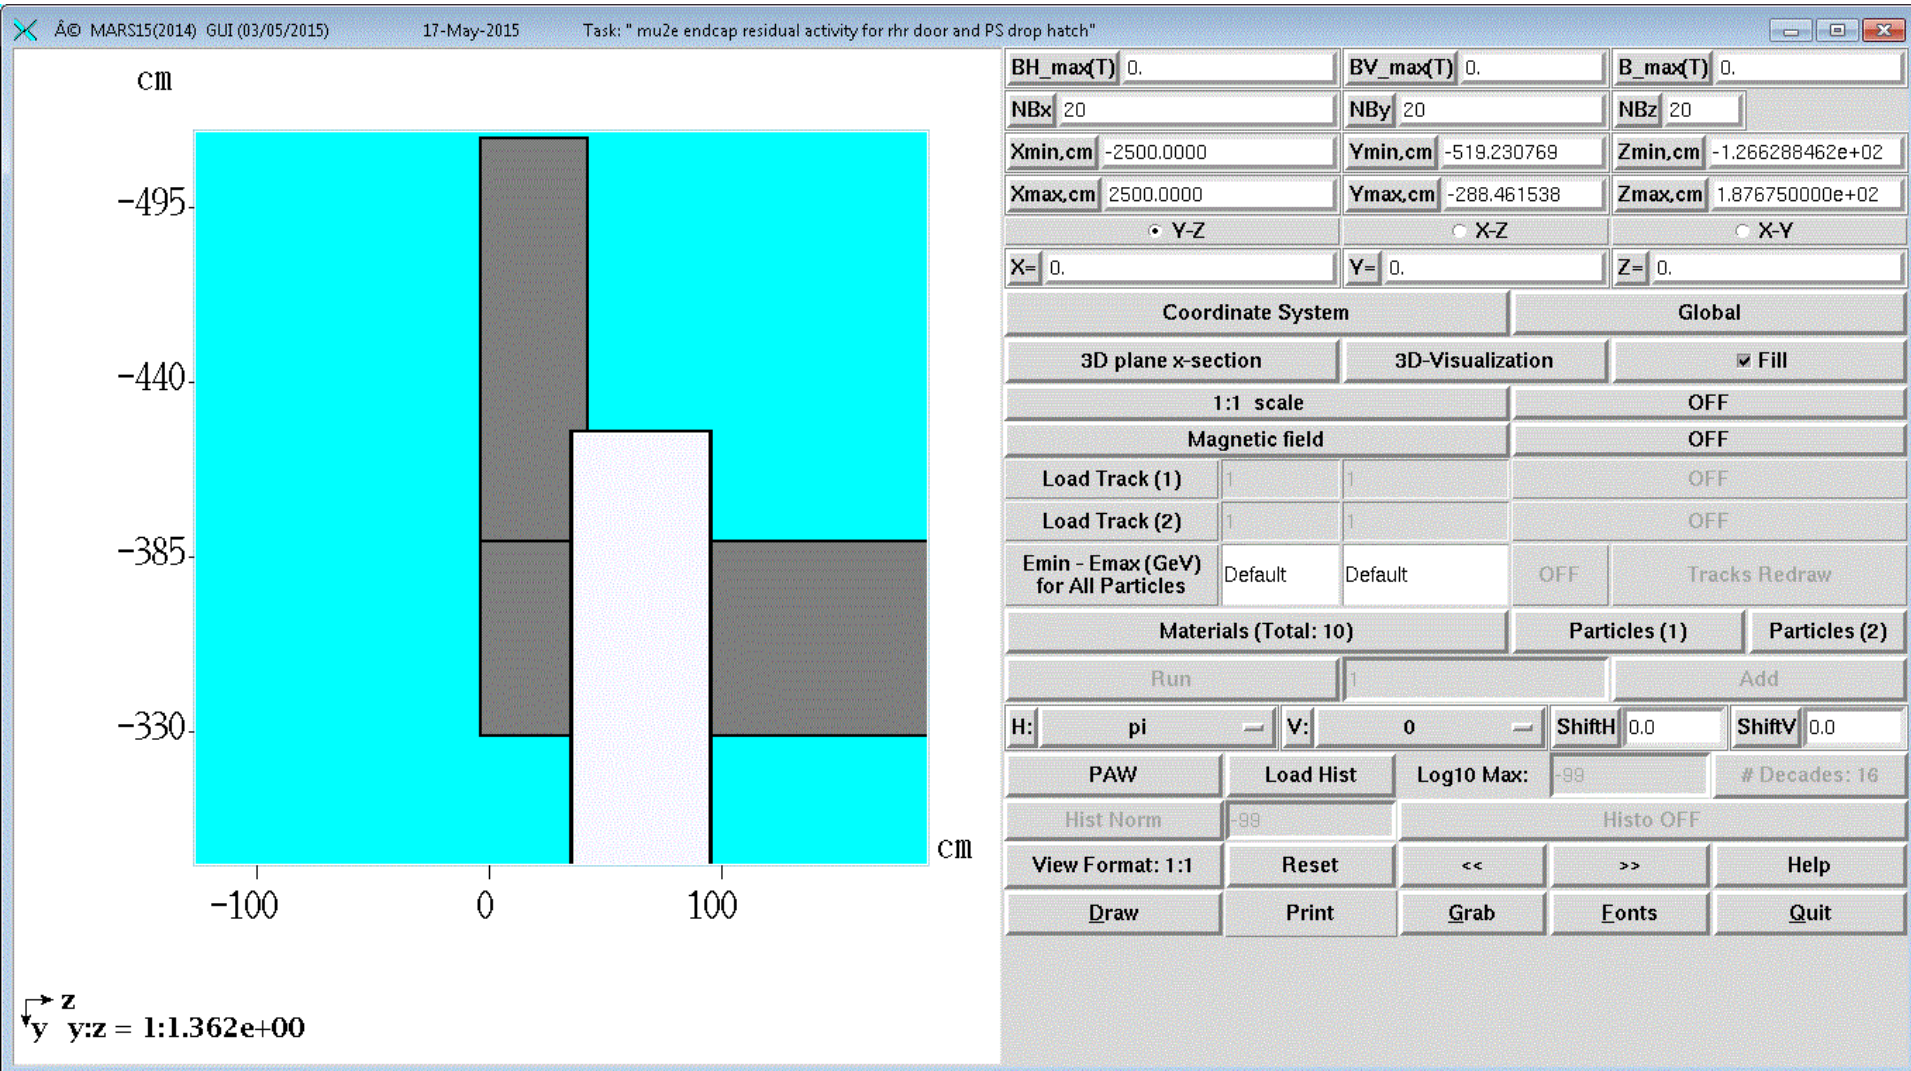 Â© MARS15(2014) GUI (03/05/2015) 17-May-2015 Task: " mu2e endcap residual activity for rhr door and PS drop hatch"
cm
-495
-440
-385
-330
cm
-100 0 100
z
y y:z = 1:1.362e+00
BH_max(T) 0. BV_max(T) 0. B_max(T) 0.
NBx 20 NBy 20 NBz 20
Xmin,cm -2500.0000 Ymin,cm -519.230769 Zmin,cm -1.266288462e+02
Xmax,cm 2500.0000 Ymax,cm -288.461538 Zmax,cm 1.876750000e+02
Y-Z X-Z X-Y
X= 0. Y= 0. Z= 0.
Coordinate System Global
3D plane x-section 3D-Visualization Fill
1:1 scale OFF
Magnetic field OFF
Load Track (1) 1 1 OFF
Load Track (2) 1 1 OFF
Emin - Emax (GeV)
for All Particles Default Default OFF Tracks Redraw
Materials (Total: 10) Particles (1) Particles (2)
Run 1 Add
H: pi V: 0 ShiftH 0.0 ShiftV 0.0
PAW Load Hist Log10 Max: -99 # Decades: 16
Hist Norm -99 Histo OFF
View Format: 1:1 Reset << >> Help
Draw Print Grab Fonts Quit